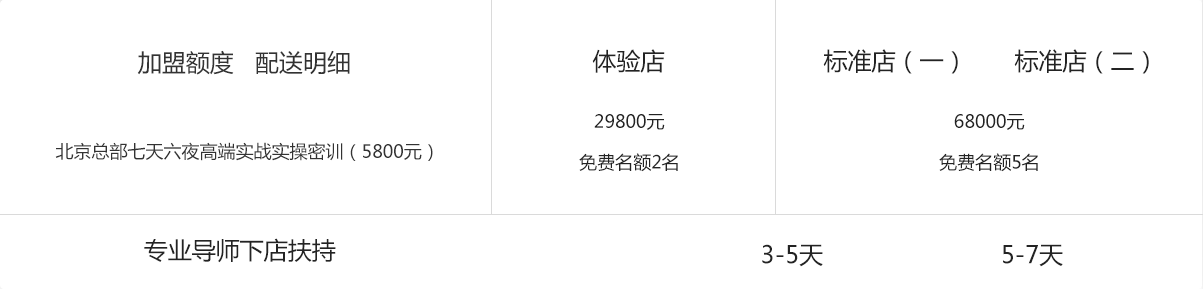 加盟额度 配送明细 体验店 标准店（一） 标准店（二）
29800元 68000元
北京总部七天六夜高端实战实操密训（5800元）
免费名额2名 免费名额5名
专业导师下店扶持 3-5天 5-7天